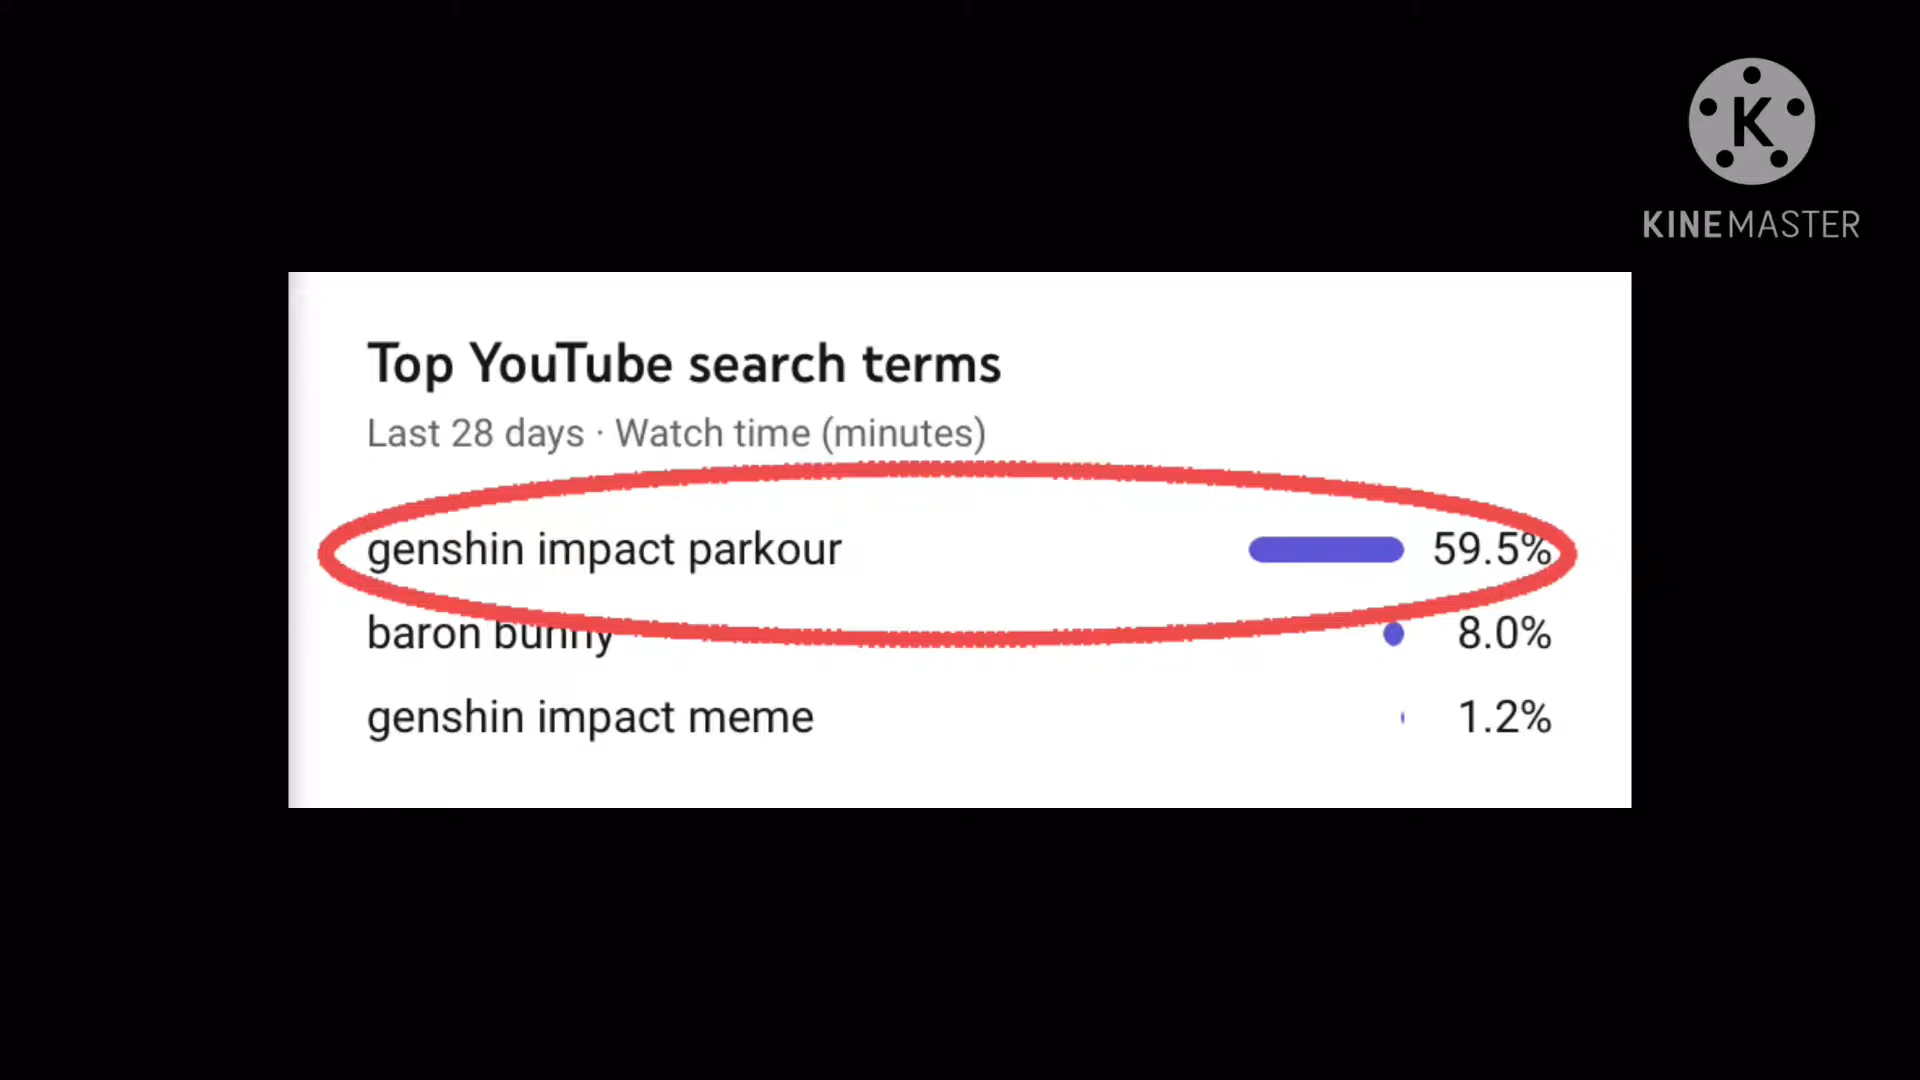 K
KINEMASTER
Top YouTube search terms
Last 28 days · Watch time (minutes)
genshin impact parkour 59.5%
baron bunny 8.0%
genshin impact meme 1.2%